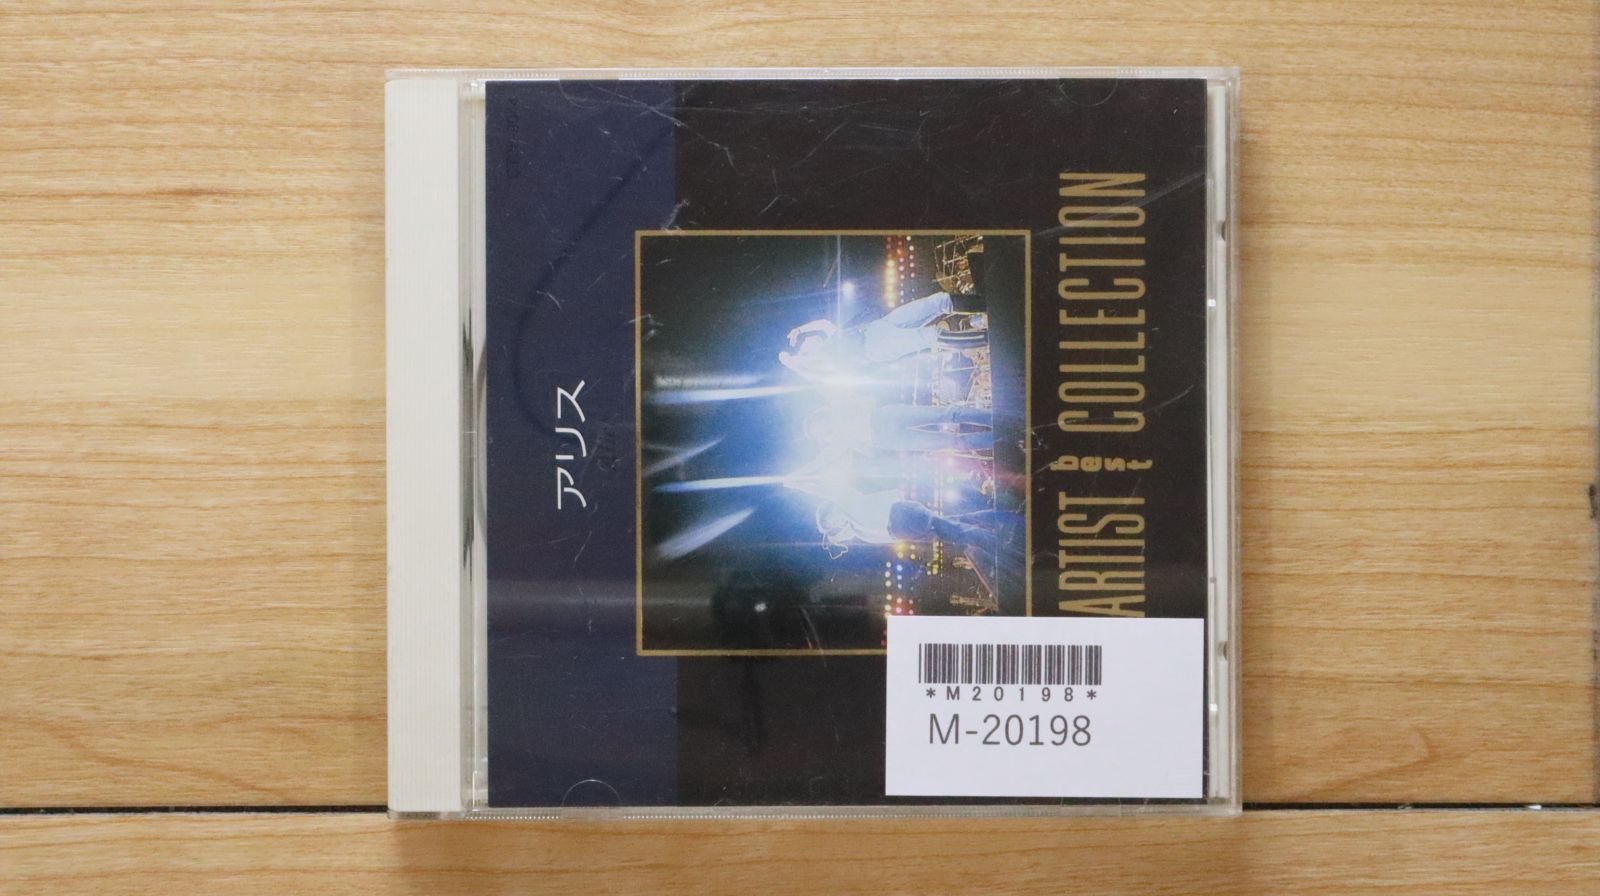 アリス
ARTIST best COLLECTION
*M20198*
M-20198